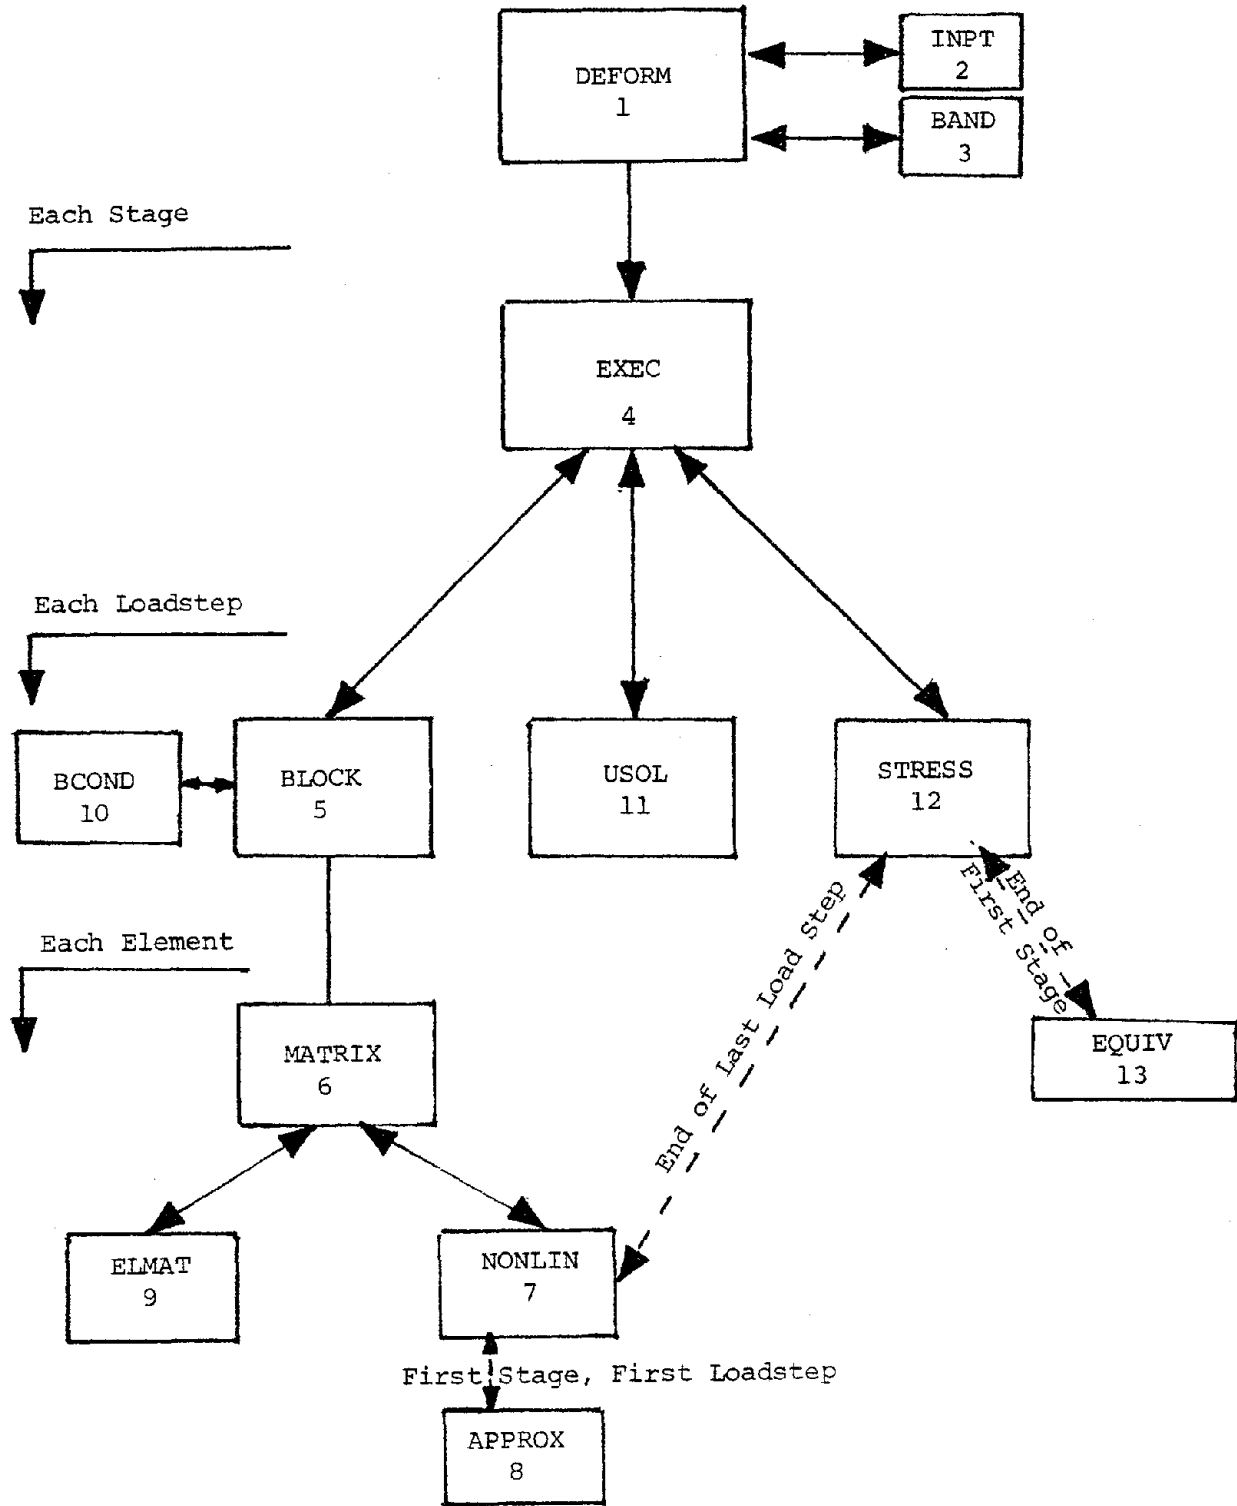 DEFORM
1
INPT
2
BAND
3
Each Stage
EXEC
4
Each Loadstep
BCOND
10
BLOCK
5
USOL
11
STRESS
12
End of
First Stage
End of Last Load Step
Each Element
MATRIX
6
EQUIV
13
ELMAT
9
NONLIN
7
First Stage, First Loadstep
APPROX
8